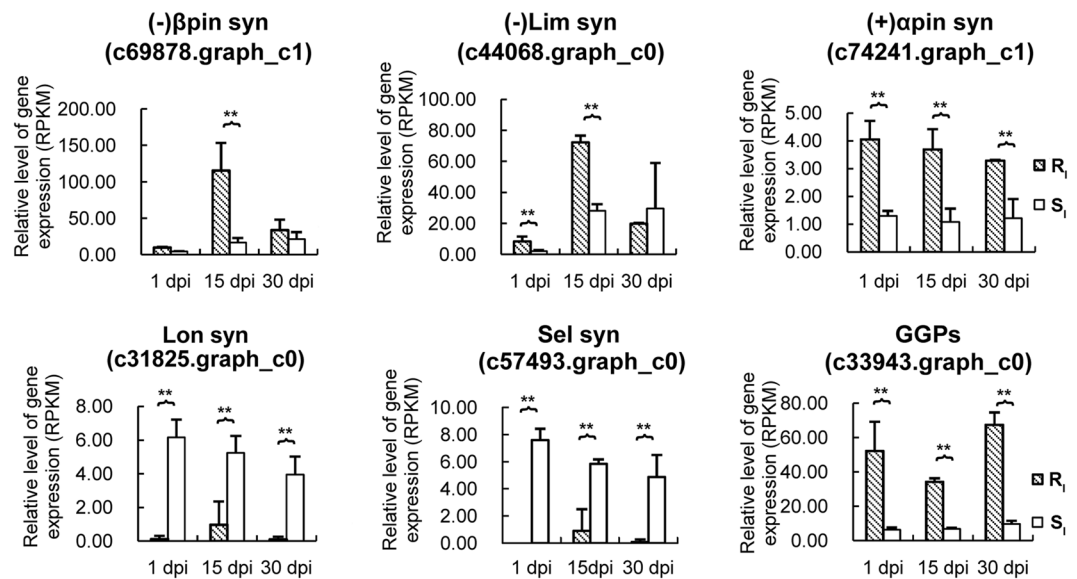 (-)βpin syn
(c69878.graph_c1)
Relative level of gene
expression (RPKM)
200.00
150.00
100.00
50.00
0.00
**
1 dpi 15 dpi 30 dpi
(-)Lim syn
(c44068.graph_c0)
Relative level of gene
expression (RPKM)
100.00
80.00
60.00
40.00
20.00
0.00
**
**
1 dpi 15 dpi 30 dpi
(+)αpin syn
(c74241.graph_c1)
Relative level of gene
expression (RPKM)
5.00
4.00
3.00
2.00
1.00
0.00
**
**
**
1 dpi 15 dpi 30 dpi
RI
SI
Lon syn
(c31825.graph_c0)
Relative level of gene
expression (RPKM)
8.00
6.00
4.00
2.00
0.00
**
**
**
1 dpi 15 dpi 30 dpi
Sel syn
(c57493.graph_c0)
Relative level of gene
expression (RPKM)
10.00
8.00
6.00
4.00
2.00
0.00
**
**
**
1 dpi 15dpi 30 dpi
GGPs
(c33943.graph_c0)
Relative level of gene
expression (RPKM)
80.00
60.00
40.00
20.00
0.00
**
**
**
1 dpi 15 dpi 30 dpi
RI
SI